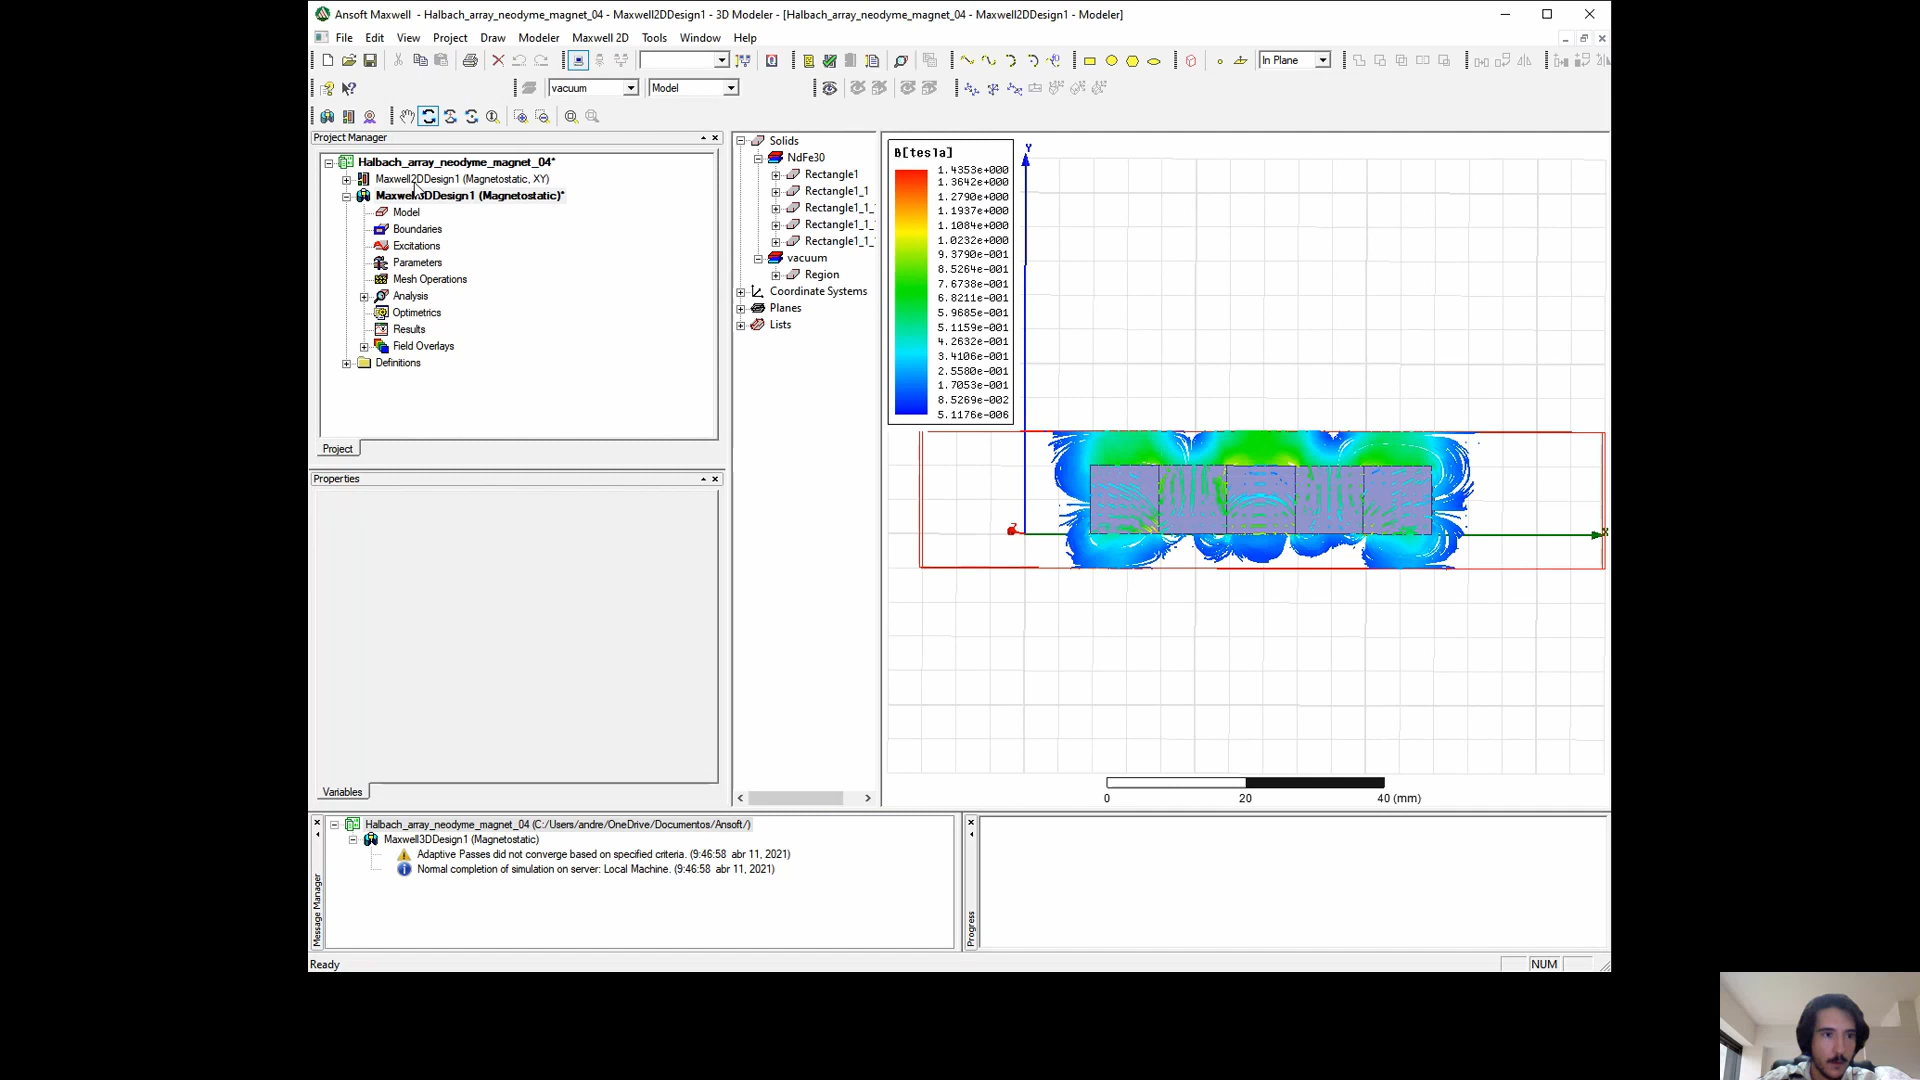 Ansoft Maxwell - Halbach_array_neodyme_magnet_04 - Maxwell2DDesign1 - 3D Modeler - [Halbach_array_neodyme_magnet_04 - Maxwell2DDesign1 - Modeler]
File Edit View Project Draw Modeler Maxwell 2D Tools Window Help
In Plane
vacuum Model
Project Manager
Halbach_array_neodyme_magnet_04*
Maxwell2DDesign1 (Magnetostatic, XY)
Maxwell3DDesign1 (Magnetostatic)*
Model
Boundaries
Excitations
Parameters
Mesh Operations
Analysis
Optimetrics
Results
Field Overlays
Definitions
Project
Properties
Variables
Solids
NdFe30
Rectangle1
Rectangle1_1
Rectangle1_1_
Rectangle1_1_
Rectangle1_1_
vacuum
Region
Coordinate Systems
Planes
Lists
B[tesla]
1.4353e+000
1.3642e+000
1.2790e+000
1.1937e+000
1.1084e+000
1.0232e+000
9.3790e-001
8.5264e-001
7.6738e-001
6.8211e-001
5.9685e-001
5.1159e-001
4.2632e-001
3.4106e-001
2.5580e-001
1.7053e-001
8.5269e-002
5.1176e-006
Y
Z
0 20 40 (mm)
Message Manager
Halbach_array_neodyme_magnet_04 (C:/Users/andre/OneDrive/Documentos/Ansoft/)
Maxwell3DDesign1 (Magnetostatic)
Adaptive Passes did not converge based on specified criteria. (9:46:58 abr 11, 2021)
Normal completion of simulation on server: Local Machine. (9:46:58 abr 11, 2021)
Progress
Ready
NUM